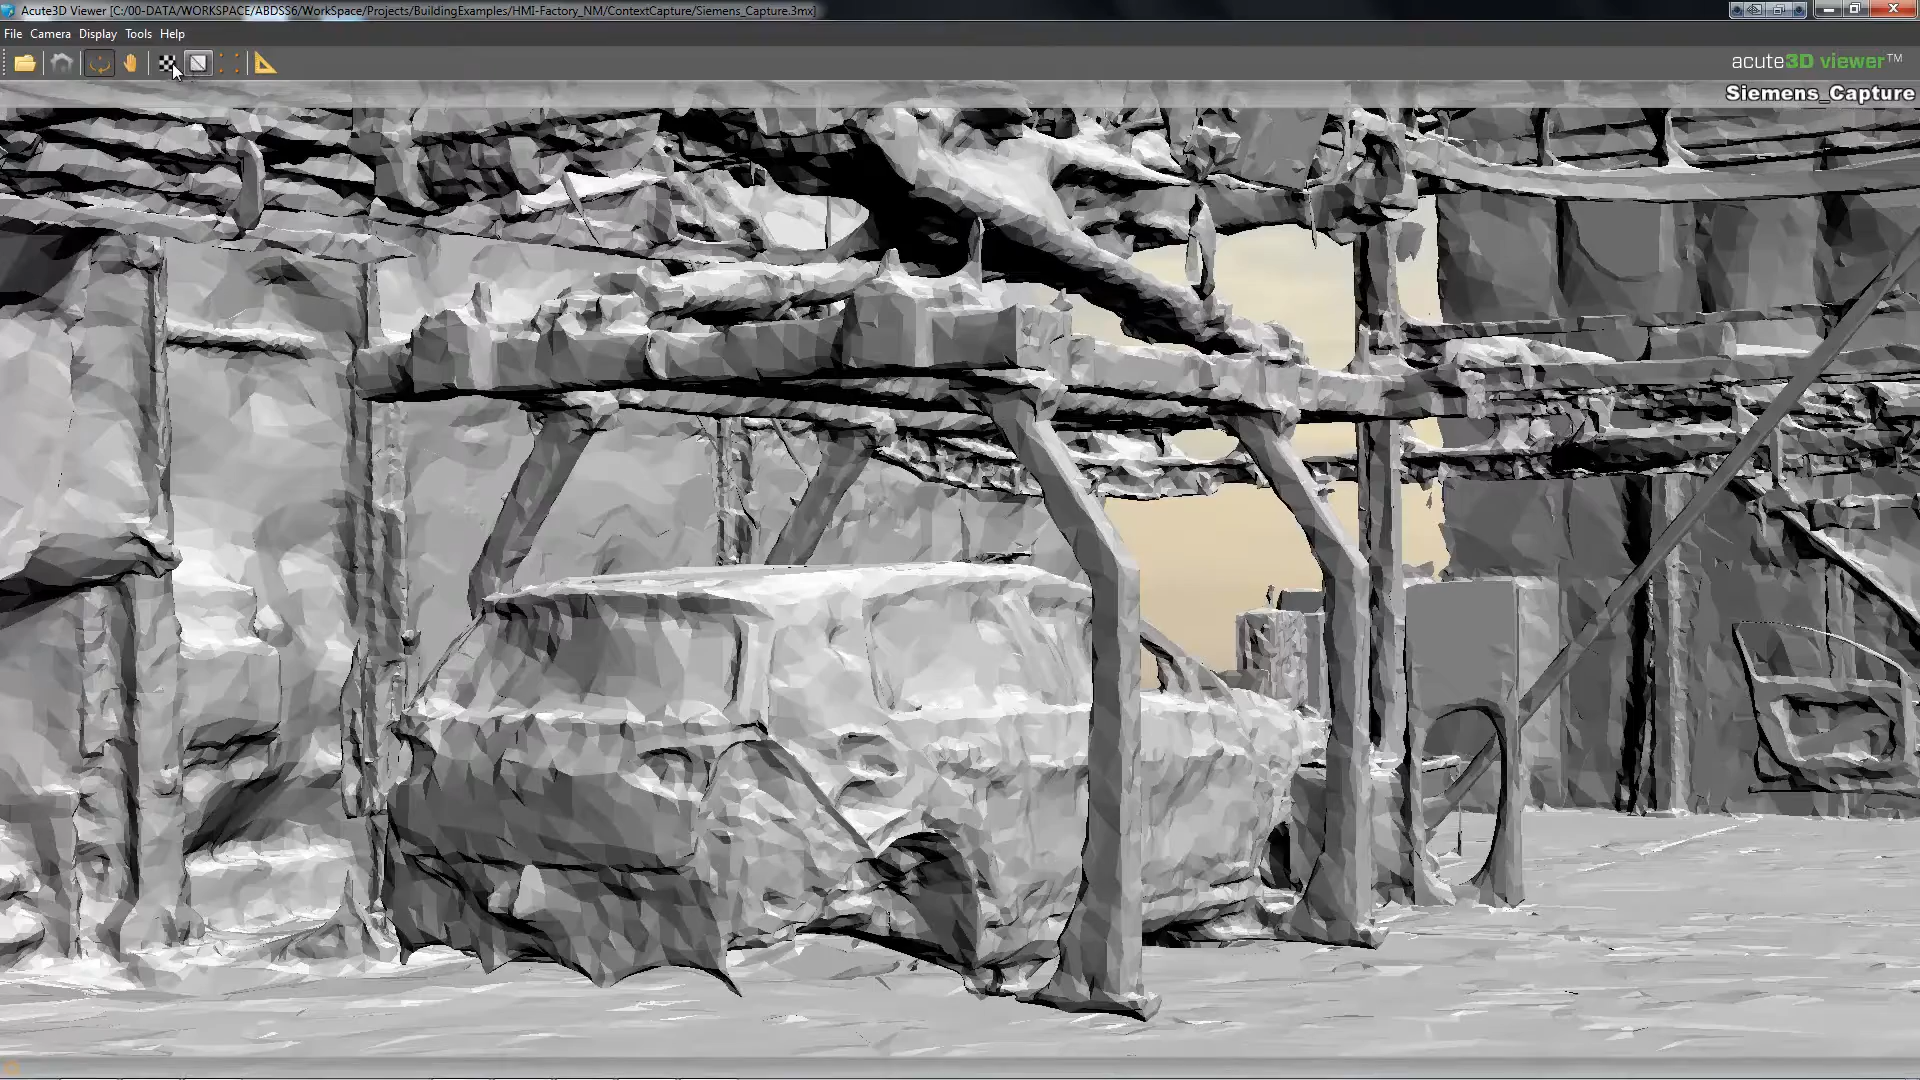 Acute3D Viewer [C:/00-DATA/WORKSPACE/ABDSS6/WorkSpace/Projects/BuildingExamples/HMI-Factory_NM/ContextCapture/Siemens_Capture.3mx]
File Camera Display Tools Help
acute3D viewer™
Siemens_Capture